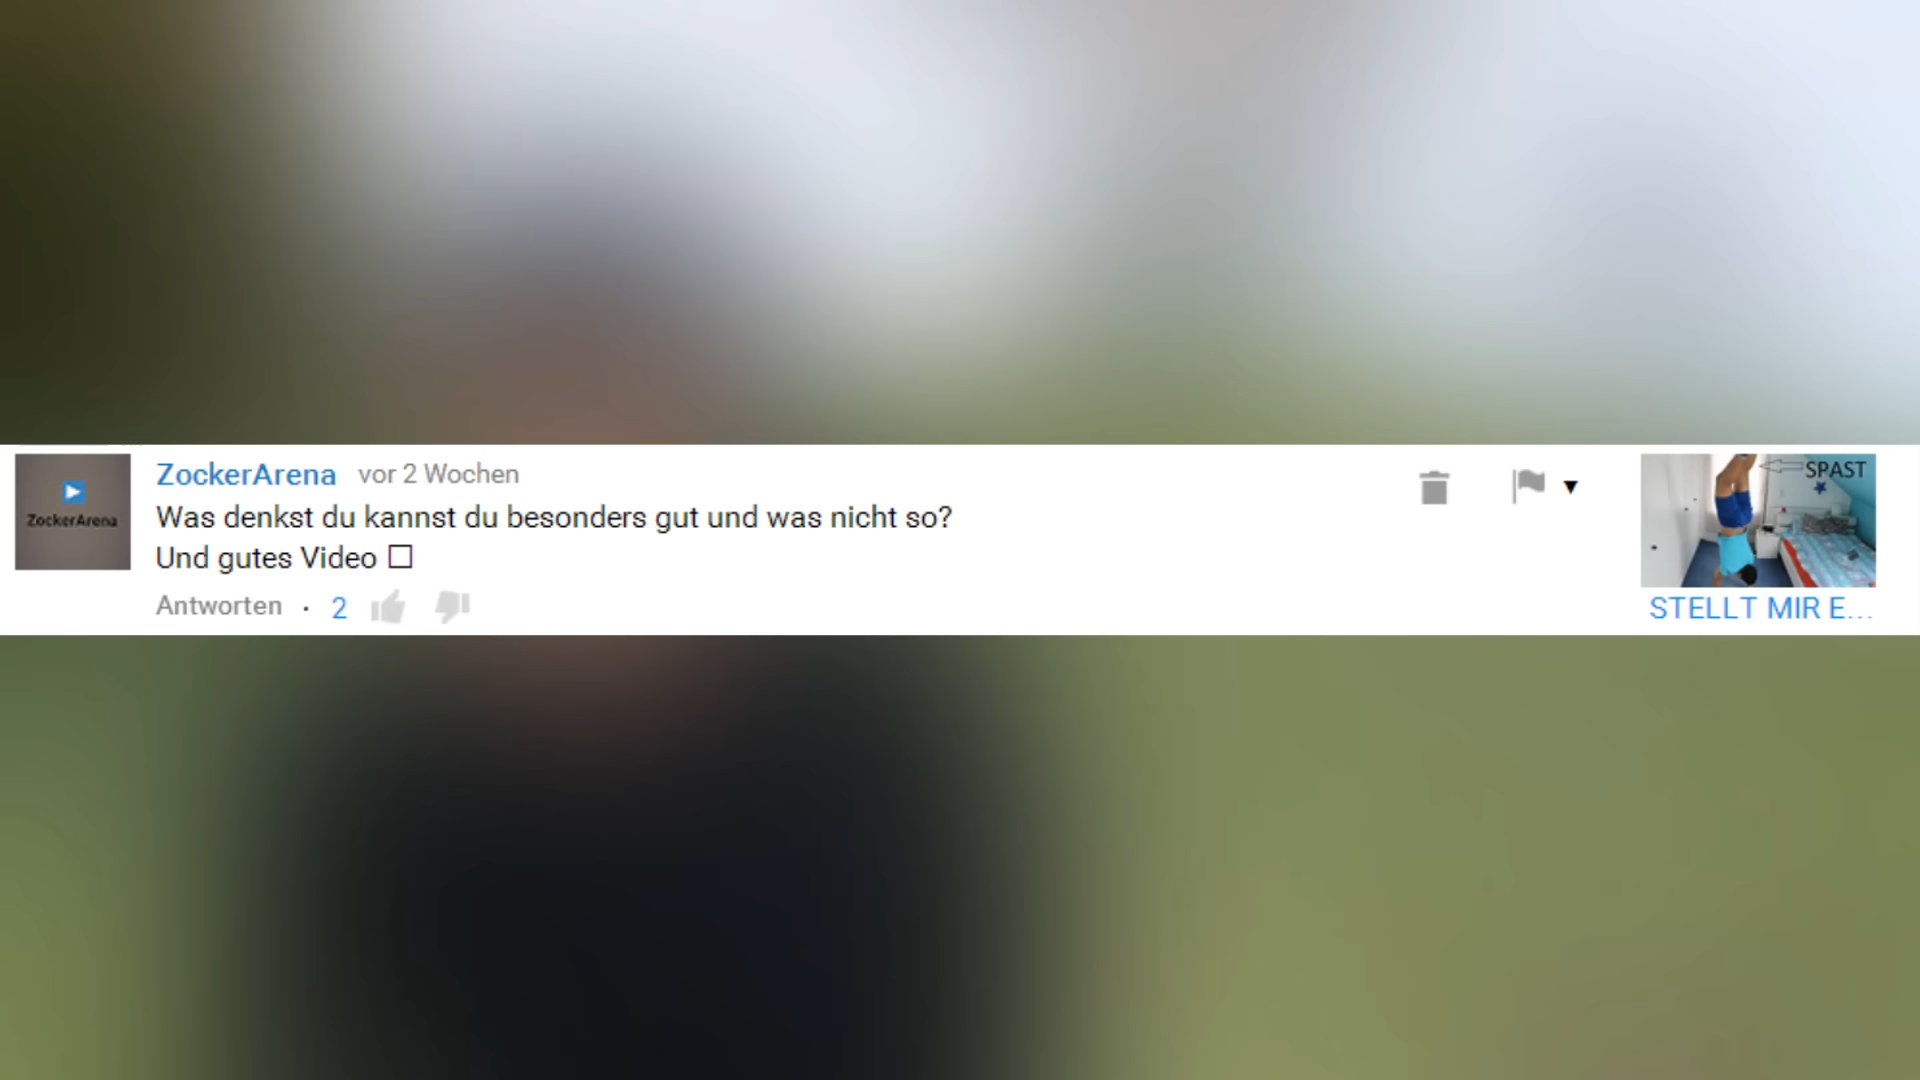 ZockerArena
ZockerArena vor 2 Wochen
Was denkst du kannst du besonders gut und was nicht so?
Und gutes Video □
Antworten · 2
SPAST
STELLT MIR E...